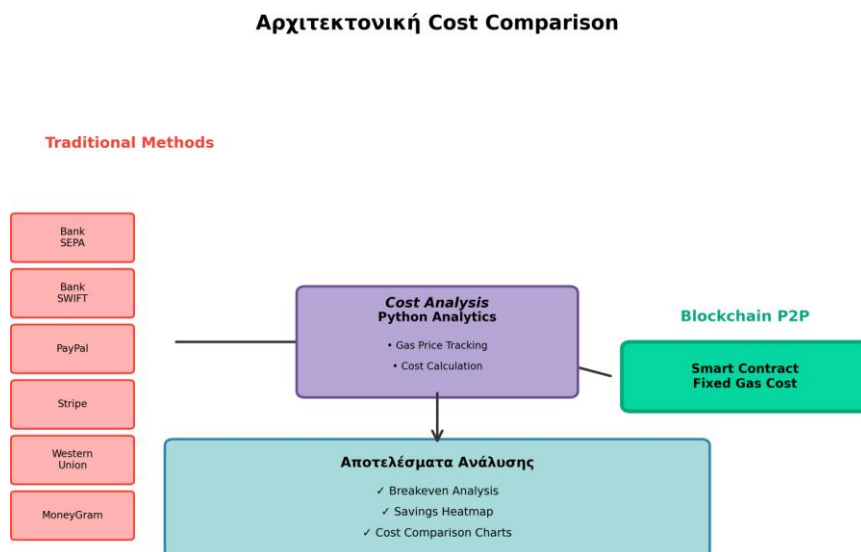 Αρχιτεκτονική Cost Comparison
Traditional Methods
Bank
SEPA
Bank
SWIFT
PayPal
Stripe
Western
Union
MoneyGram
Cost Analysis
Python Analytics
• Gas Price Tracking
• Cost Calculation
Blockchain P2P
Smart Contract
Fixed Gas Cost
Αποτελέσματα Ανάλυσης
✓ Breakeven Analysis
✓ Savings Heatmap
✓ Cost Comparison Charts